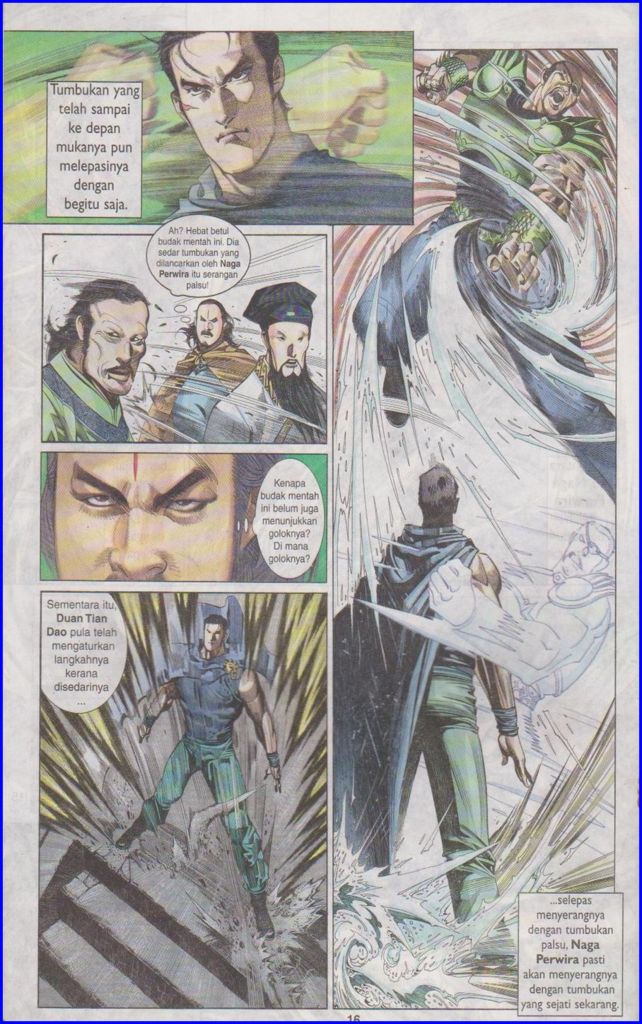 Tumbukan yang
telah sampai
ke depan
mukanya pun
melepasinya
dengan
begitu saja.
Ah? Hebat betul
budak mentah ini. Dia
sedar tumbukan yang
dilancarkan oleh Naga
Perwira itu serangan
palsu!
Kenapa
budak mentah
ini belum juga
menunjukkan
goloknya?
Di mana
goloknya?
Sementara itu,
Duan Tian
Dao pula telah
mengaturkan
langkahnya
kerana
disedarinya
...
...selepas
menyerangnya
dengan tumbukan
palsu, Naga
Perwira pasti
akan menyerangnya
dengan tumbukan
yang sejati sekarang.
16